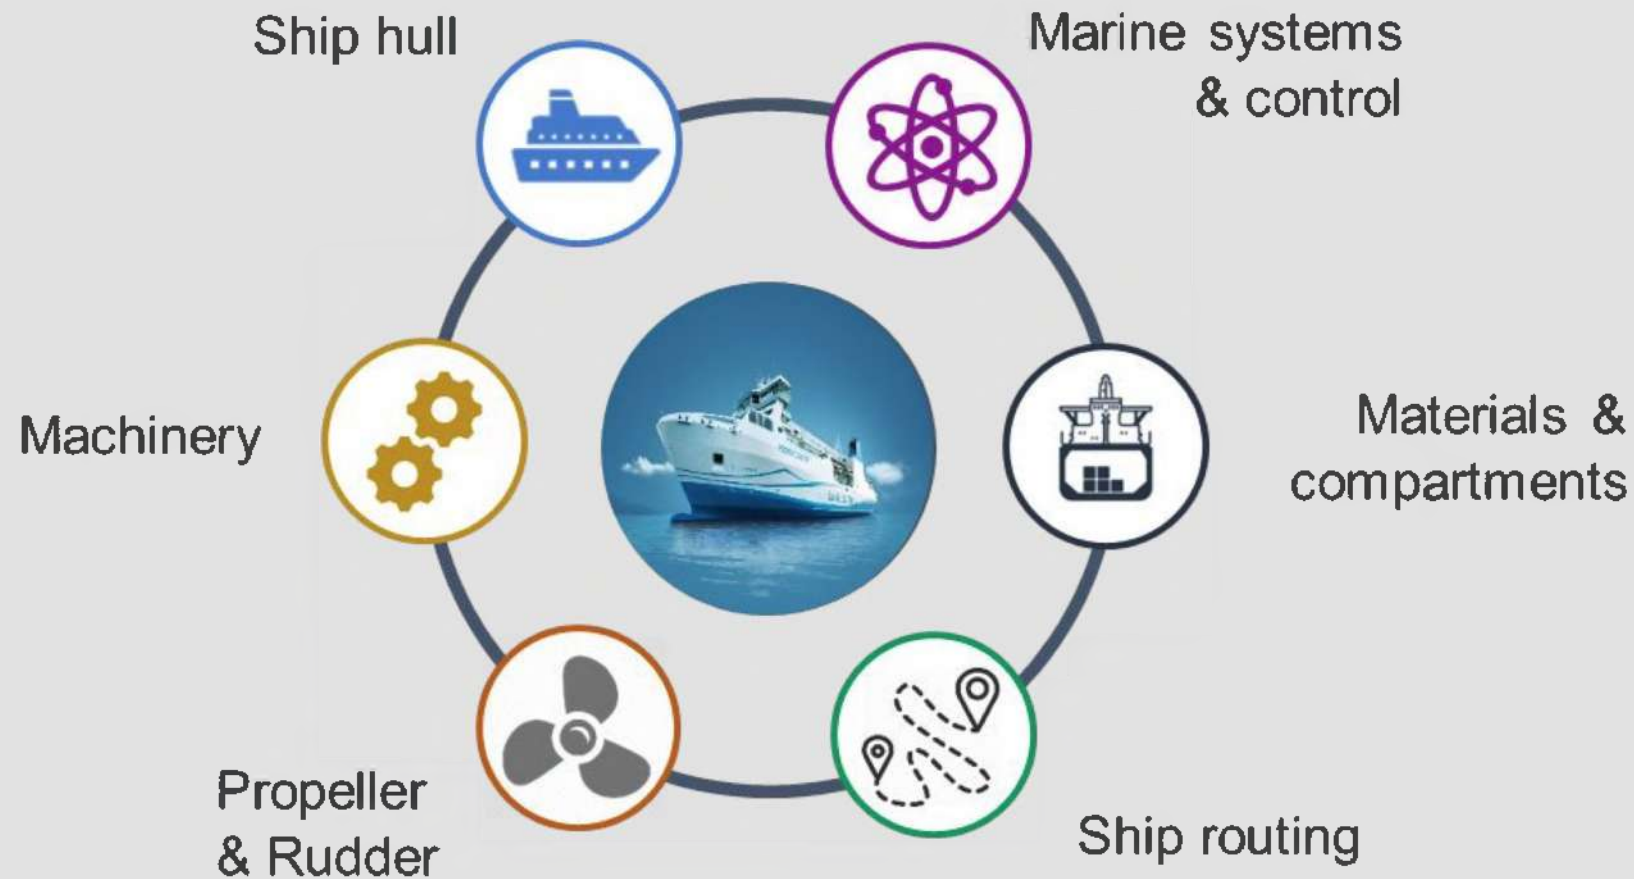 Ship hull
Marine systems
& control
Machinery
Materials &
compartments
Propeller
& Rudder
Ship routing